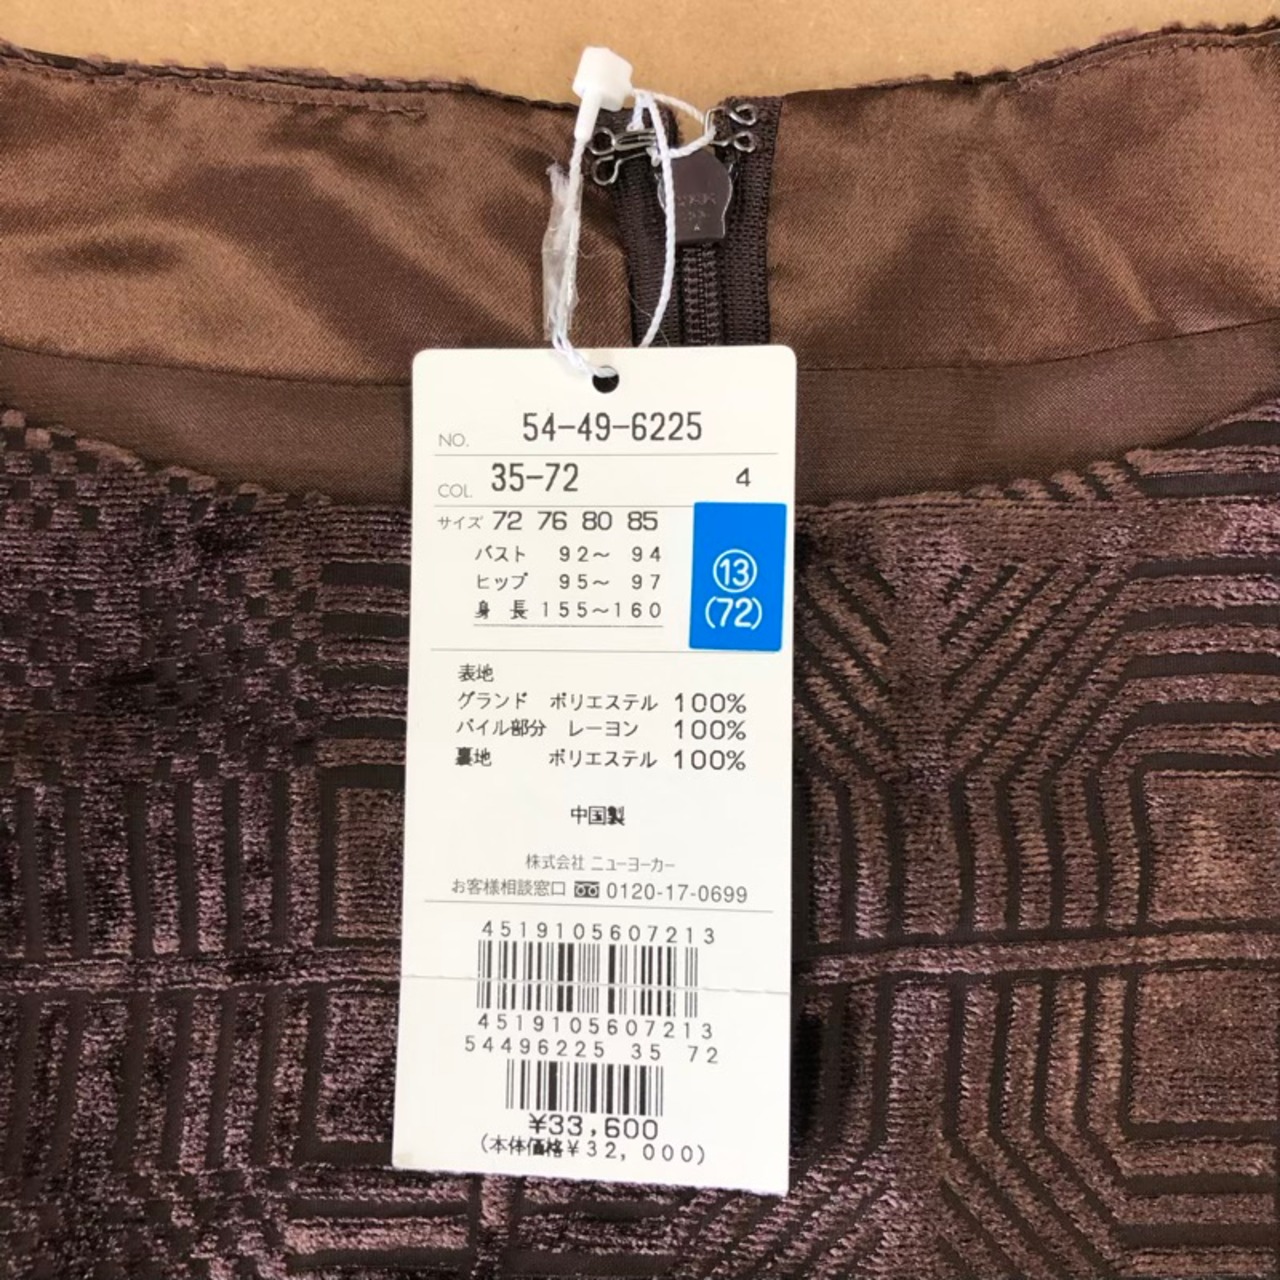 NO. 54-49-6225
COL. 35-72 4
サイズ 72 76 80 85
バスト 92～ 94
ヒップ 95～ 97
身長 155～160
⑬
(72)
表地
グランド ポリエステル 100%
パイル部分 レーヨン 100%
裏地 ポリエステル 100%
中国製
株式会社 ニューヨーカー
お客様相談窓口 0120-17-0699
4519105607213
4519105607213
54496225 35 72
¥33,600
(本体価格¥32,000)